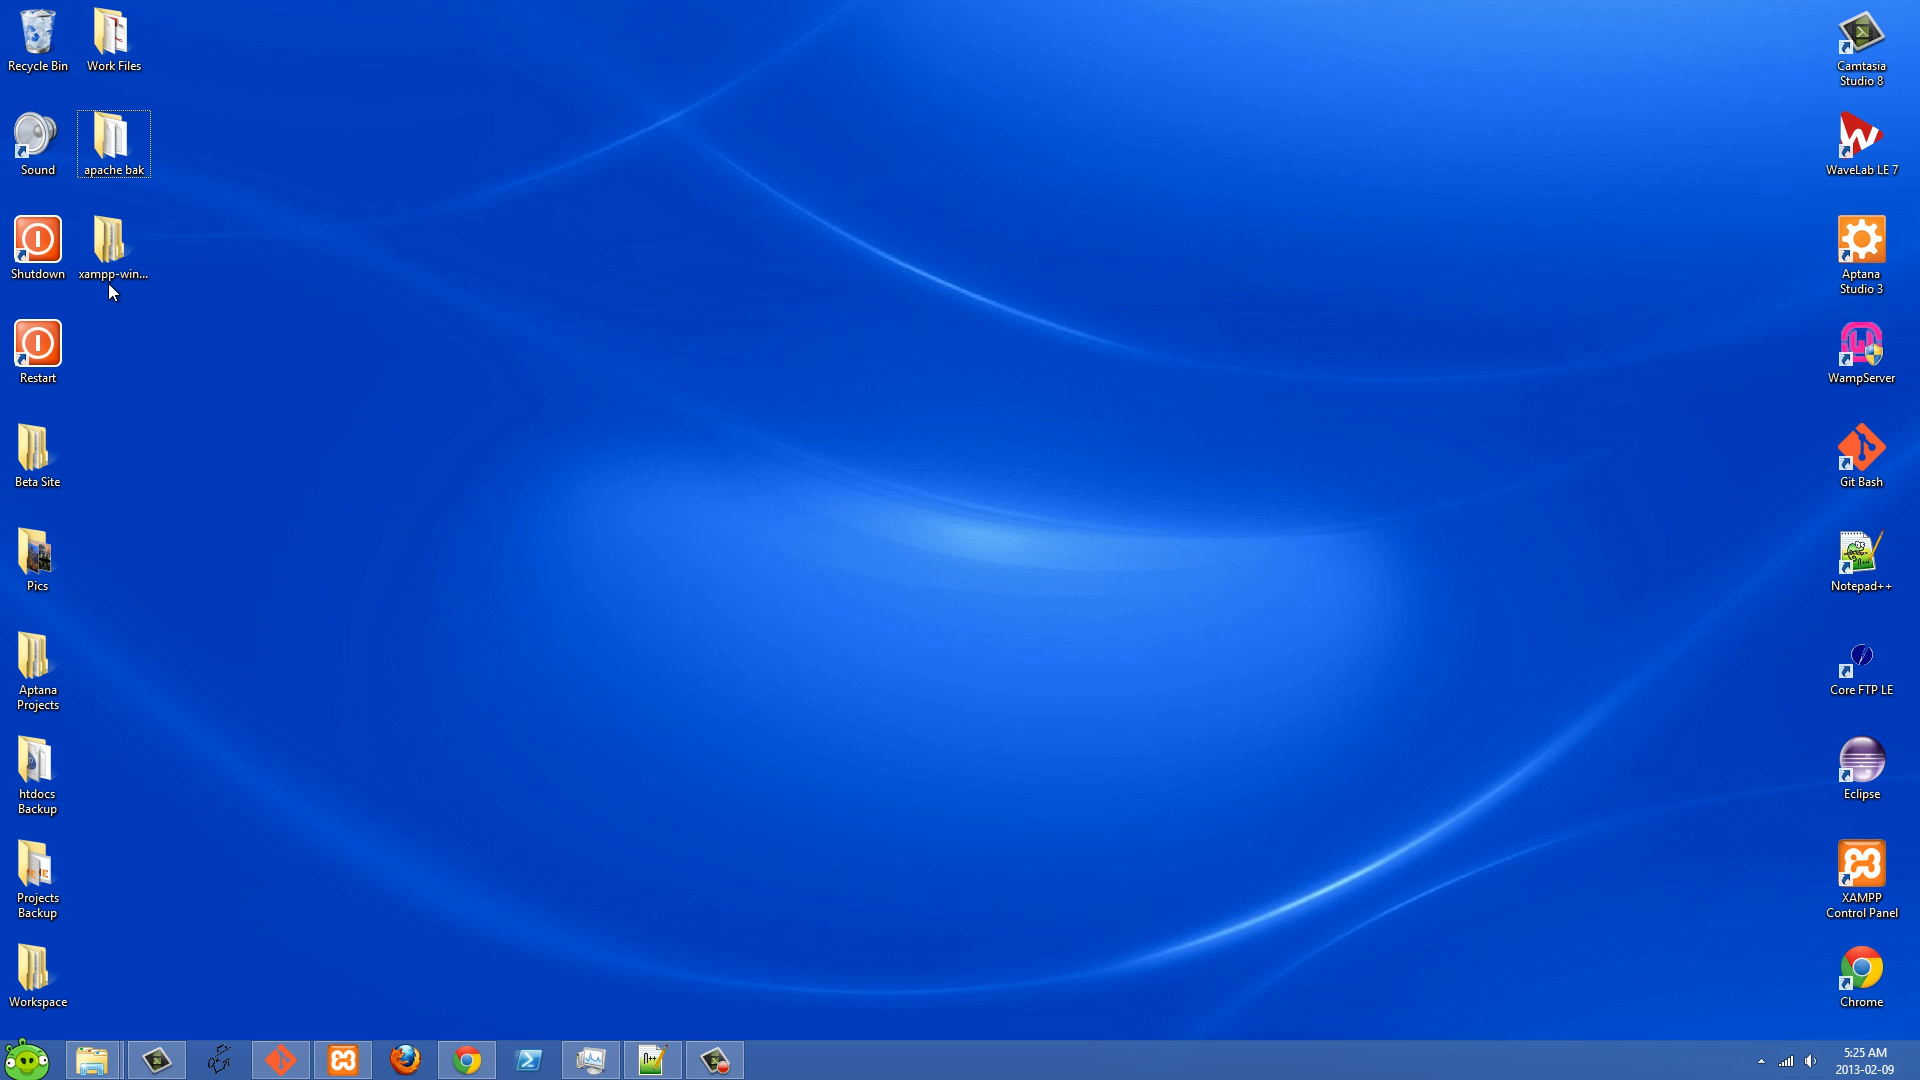 Recycle Bin
Work Files
Sound
apache bak
Shutdown
xampp-win...
Restart
Beta Site
Pics
Aptana
Projects
htdocs
Backup
Projects
Backup
Workspace
Camtasia
Studio 8
WaveLab LE 7
Aptana
Studio 3
WampServer
Git Bash
Notepad++
Core FTP LE
Eclipse
XAMPP
Control Panel
Chrome
5:25 AM
2013-02-09